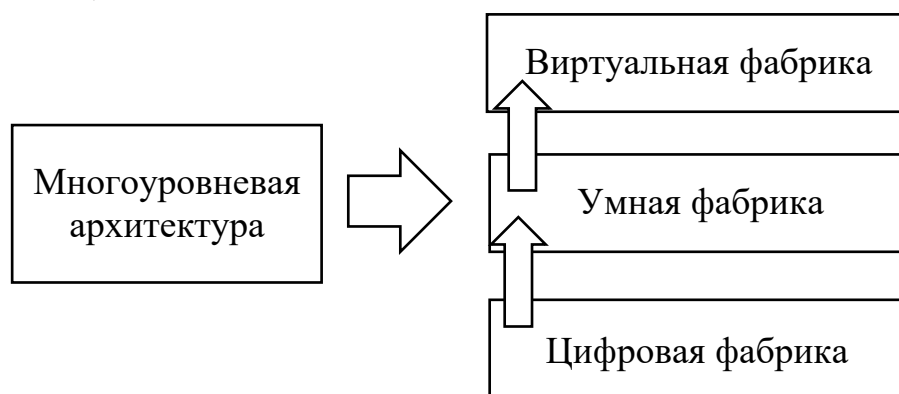 Многоуровневая
архитектура
Виртуальная фабрика
Умная фабрика
Цифровая фабрика